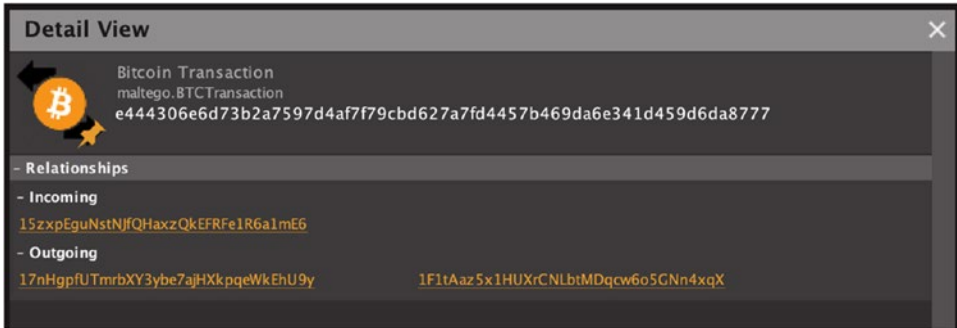 Detail View
Bitcoin Transaction
maltego.BTCTransaction
e444306e6d73b2a7597d4af7f79cbd627a7fd4457b469da6e341d459d6da8777
- Relationships
- Incoming
15zxpEguNstNJfQHaxzQkEFRFe1R6a1mE6
- Outgoing
17nHgpfUTmrbXY3ybe7ajHXkpqeWkEhU9y 1F1tAaz5x1HUXrCNLbtMDqcw6o5GNn4xqX